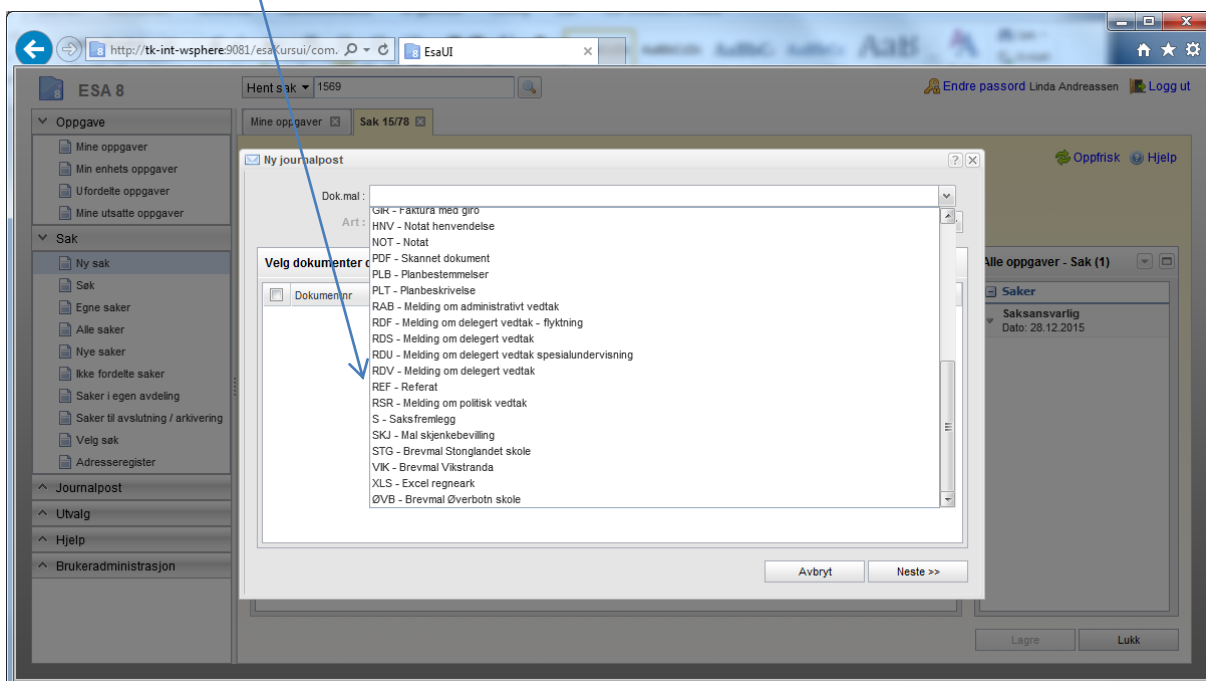 http://tk-int-wsphere:9081/esaKursui/com.
EsaUI
ESA 8
Hent sak
1569
Endre passord Linda Andreassen
Logg ut
Oppgave
Mine oppgaver
Min enhets oppgaver
Ufordelte oppgaver
Mine utsatte oppgaver
Sak
Ny sak
Søk
Egne saker
Alle saker
Nye saker
Ikke fordelte saker
Saker i egen avdeling
Saker til avslutning / arkivering
Velg søk
Adresseregister
Journalpost
Utvalg
Hjelp
Brukeradministrasjon
Mine oppgaver
Sak 15/78
Oppfrisk
Hjelp
Ny journalpost
Dok.mal :
Art :
Velg dokumenter
Dokumentnr
GIR - Faktura med giro
HNV - Notat henvendelse
NOT - Notat
PDF - Skannet dokument
PLB - Planbestemmelser
PLT - Planbeskrivelse
RAB - Melding om administrativt vedtak
RDF - Melding om delegert vedtak - flyktning
RDS - Melding om delegert vedtak
RDU - Melding om delegert vedtak spesialundervisning
RDV - Melding om delegert vedtak
REF - Referat
RSR - Melding om politisk vedtak
S - Saksfremlegg
SKJ - Mal skjenkebevilling
STG - Brevmal Stonglandet skole
VIK - Brevmal Vikstranda
XLS - Excel regneark
ØVB - Brevmal Øverbotn skole
Avbryt
Neste >>
Alle oppgaver - Sak (1)
Saker
Saksansvarlig
Dato: 28.12.2015
Lagre
Lukk